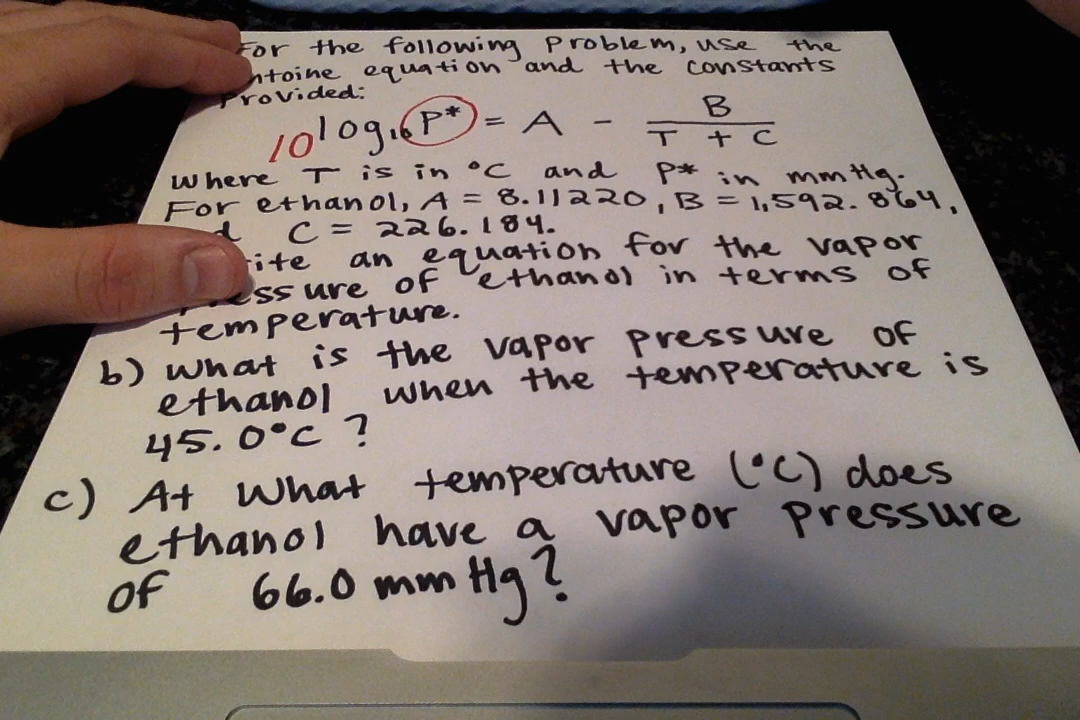 For the following problem, use the
ntoine equation and the constants
Provided:
10 log₁₀ P* = A - B / T + C
where T is in °C and P* in mmHg.
For ethanol, A = 8.11220, B = 1,592.864,
d C = 226.184.
ite an equation for the vapor
essure of ethanol in terms of
temperature.
b) what is the vapor pressure of
ethanol when the temperature is
45.0°C ?
c) At what temperature (°C) does
ethanol have a vapor pressure
of 66.0 mm Hg?